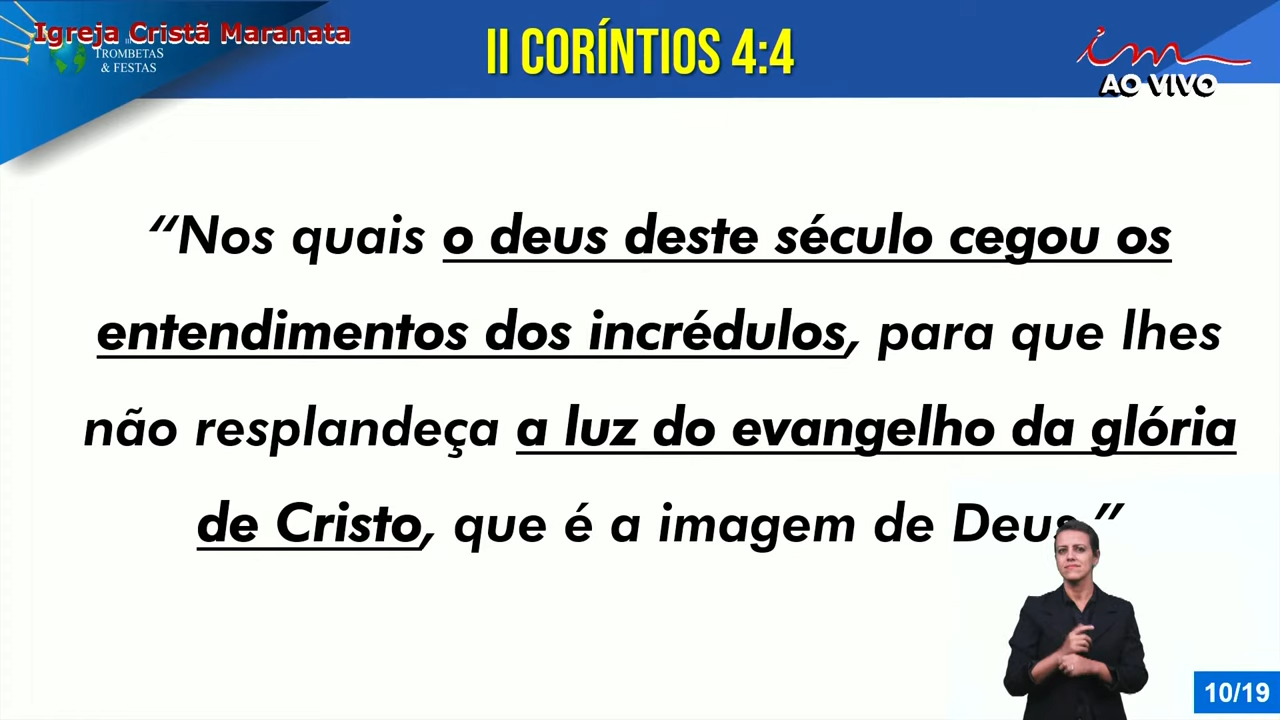 Igreja Cristã Maranata
TROMBETAS
& FESTAS
II CORÍNTIOS 4:4
im
AO VIVO
“Nos quais o deus deste século cegou os
entendimentos dos incrédulos, para que lhes
não resplandeça a luz do evangelho da glória
de Cristo, que é a imagem de Deus.”
10/19